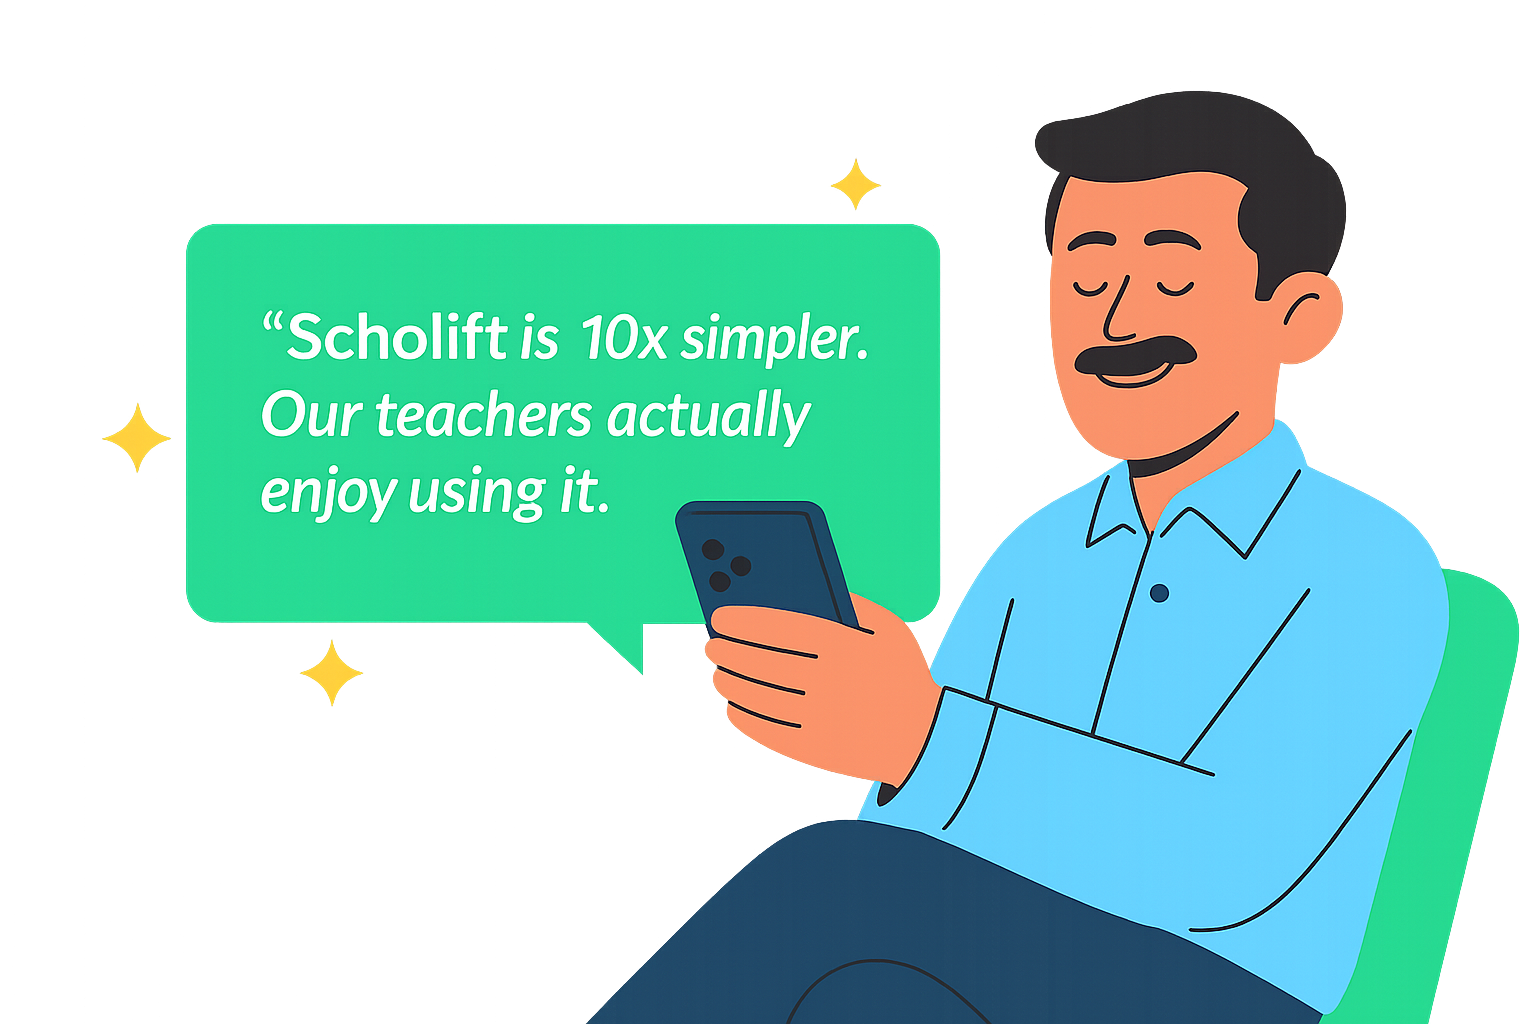 “Scholift is 10x simpler.
Our teachers actually
enjoy using it.